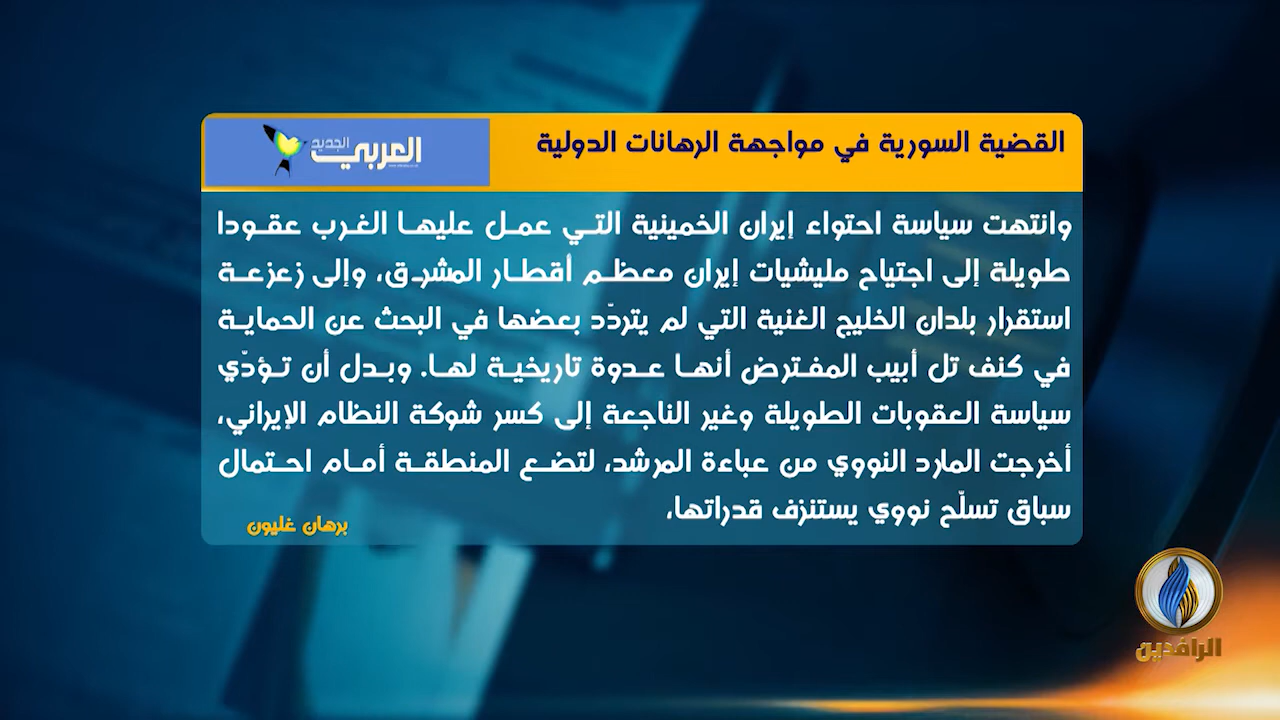 القضية السورية في مواجهة الرهانات الدولية
العربي الجديد
وانتهت سياسة احتواء إيران الخمينية التي عمل عليها الغرب عقودا
طويلة إلى اجتياح مليشيات إيران معظم أقطار المشرق، وإلى زعزعة
استقرار بلدان الخليج الغنية التي لم يتردّد بعضها في البحث عن الحماية
في كنف تل أبيب المفترض أنها عدوة تاريخية لها. وبدل أن تؤدّي
سياسة العقوبات الطويلة وغير الناجعة إلى كسر شوكة النظام الإيراني،
أخرجت المارد النووي من عباءة المرشد، لتضع المنطقة أمام احتمال
سباق تسلّح نووي يستنزف قدراتها،
برهان غليون
الرافدين